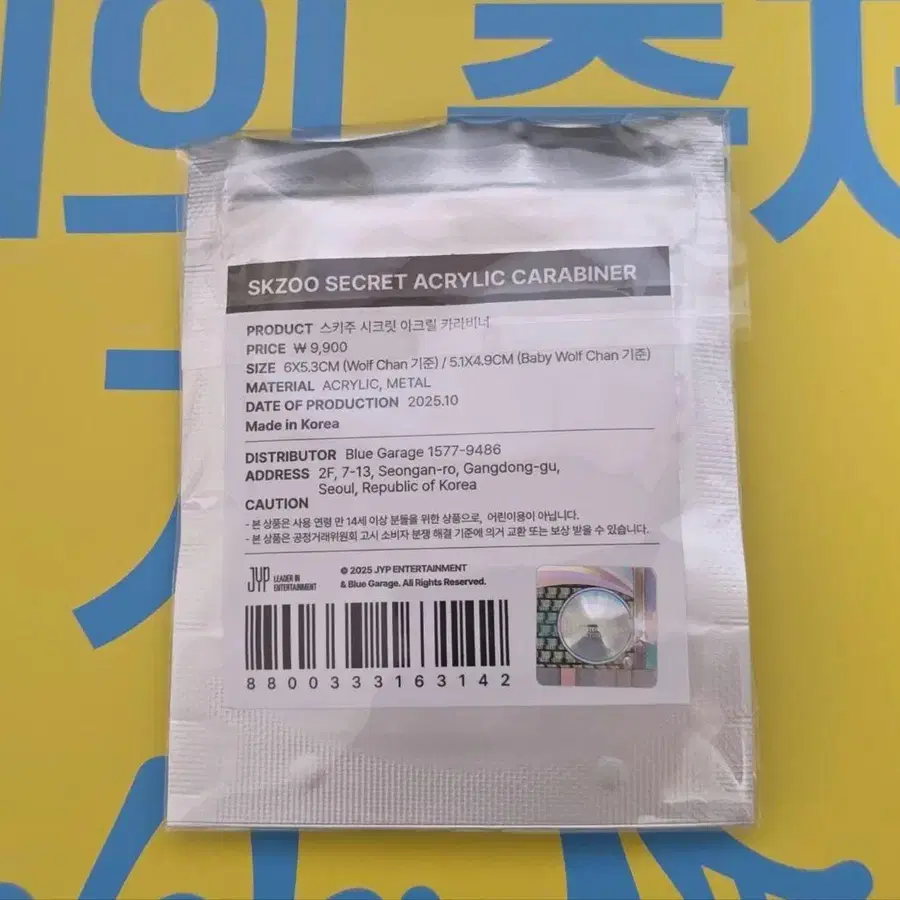 의 즈
SKZOO SECRET ACRYLIC CARABINER
PRODUCT 스키주 시크릿 아크릴 카라비너
PRICE ₩ 9,900
SIZE 6X5.3CM (Wolf Chan 기준) / 5.1X4.9CM (Baby Wolf Chan 기준)
MATERIAL ACRYLIC, METAL
DATE OF PRODUCTION 2025.10
Made in Korea
DISTRIBUTOR Blue Garage 1577-9486
ADDRESS 2F, 7-13, Seongan-ro, Gangdong-gu,
Seoul, Republic of Korea
CAUTION
- 본 상품은 사용 연령 만 14세 이상 분들을 위한 상품으로, 어린이용이 아닙니다.
- 본 상품은 공정거래위원회 고시 소비자 분쟁 해결 기준에 의거 교환 또는 보상 받을 수 있습니다.
JYP LEADER IN
ENTERTAINMENT
© 2025 JYP ENTERTAINMENT
& Blue Garage. All Rights Reserved.
8800333163142